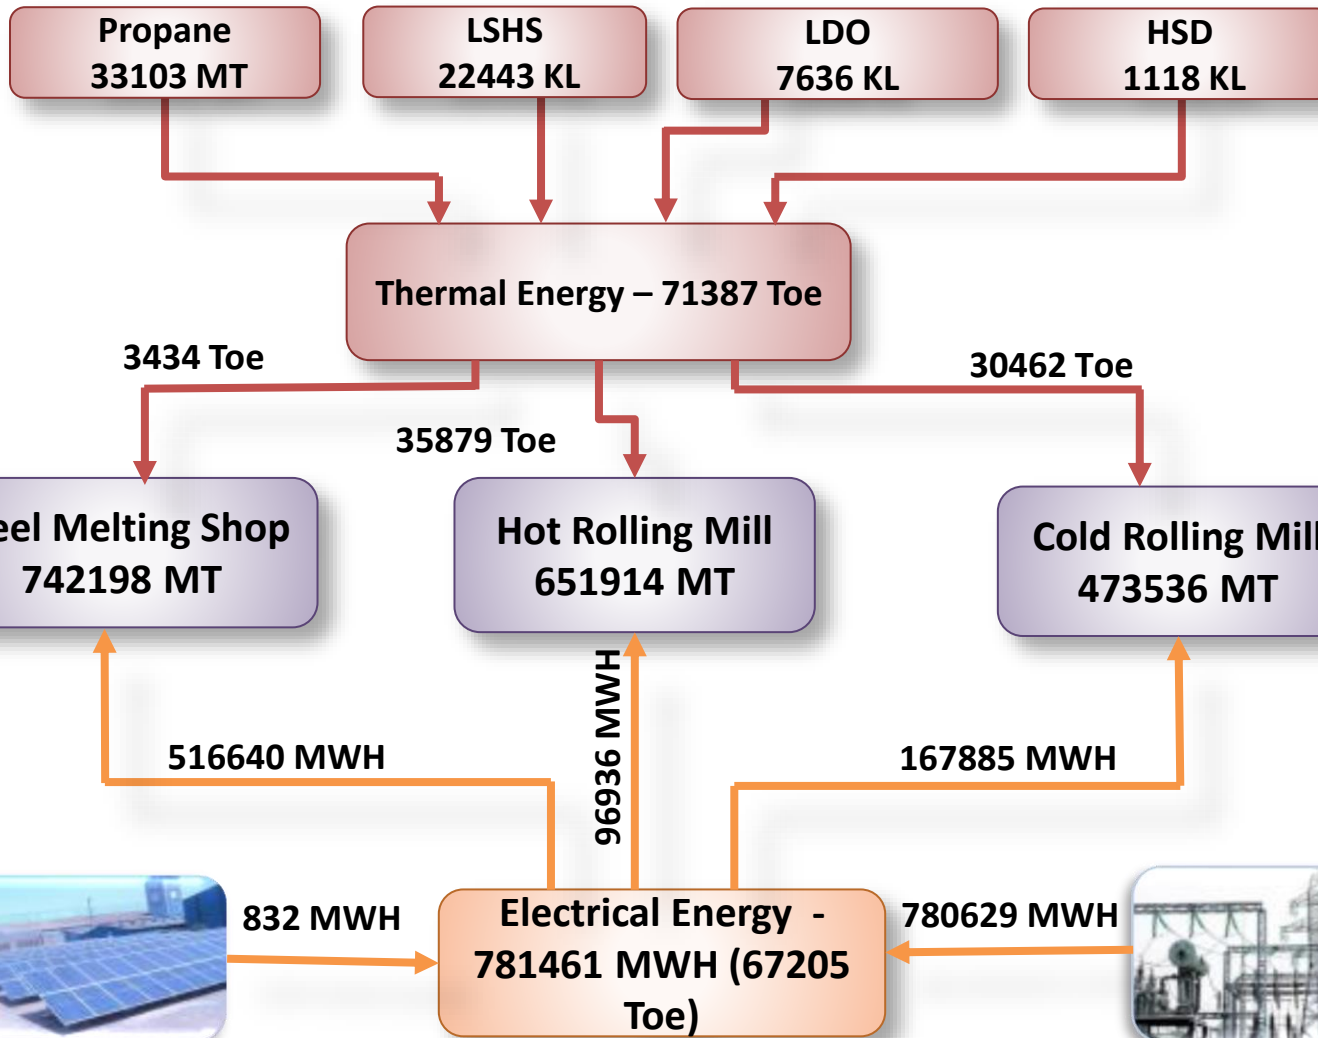 Propane
33103 MT
LSHS
22443 KL
LDO
7636 KL
HSD
1118 KL
Thermal Energy – 71387 Toe
3434 Toe
35879 Toe
30462 Toe
eel Melting Shop
742198 MT
Hot Rolling Mill
651914 MT
Cold Rolling Mill
473536 MT
516640 MWH
96936 MWH
167885 MWH
832 MWH
Electrical Energy -
781461 MWH (67205
Toe)
780629 MWH